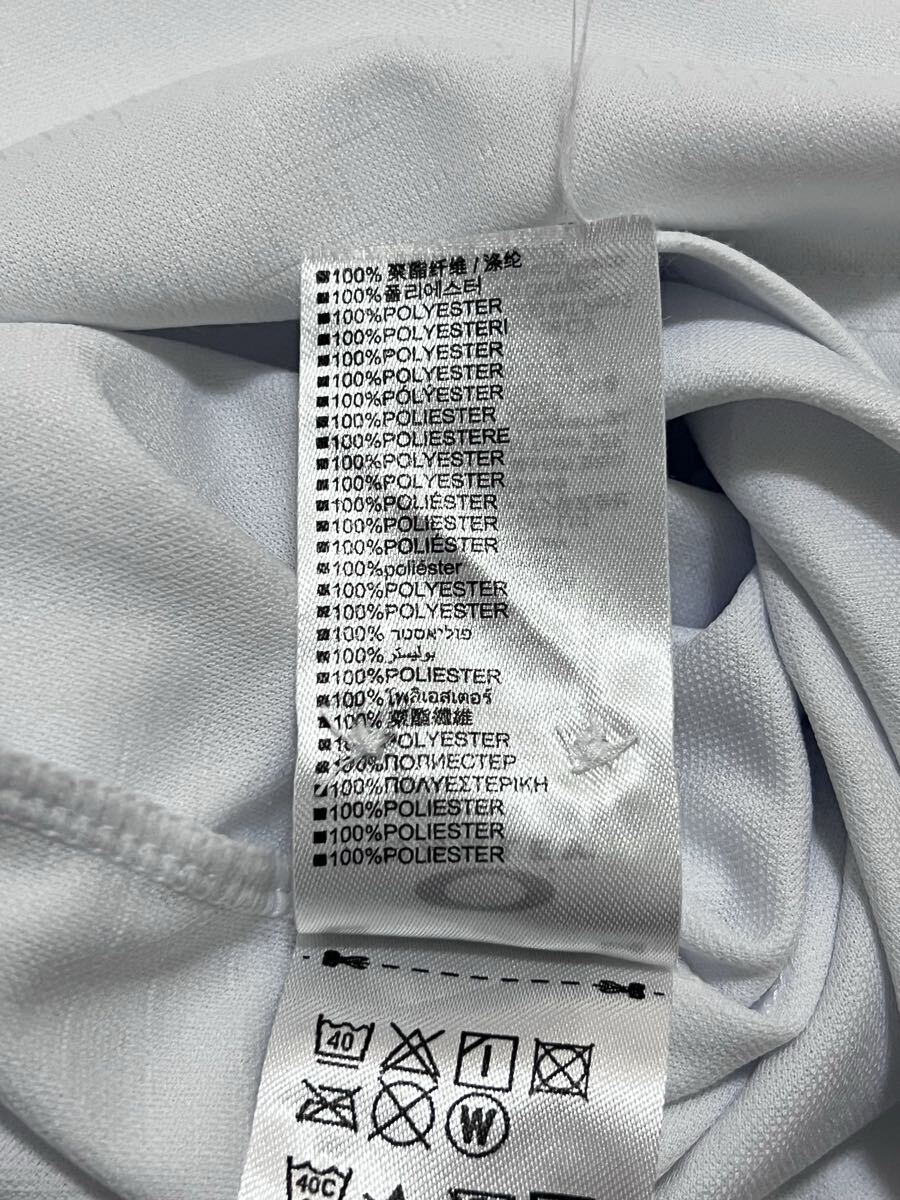 100% 聚酯纤维 / 涤纶
100%폴리에스터
100%POLYESTER
100%POLYESTERI
100%POLYESTER
100%POLYESTER
100%POLYESTER
100%POLIESTER
100%POLIESTERE
100%POLYESTER
100%POLYESTER
100%POLIÉSTER
100%POLIESTER
100%POLIÉSTER
100%poliéster
100%POLYESTER
100%POLYESTER
100% פוליאסטר
100% بوليستر
100%POLIESTER
100%โพลิเอสเตอร์
100% 聚酯纖維
POLYESTER
100%ПОЛИЕСТЕР
100%ΠΟΛΥΕΣΤΕΡΙΚΗ
100%POLIESTER
100%POLIESTER
100%POLIESTER
40
W
40C